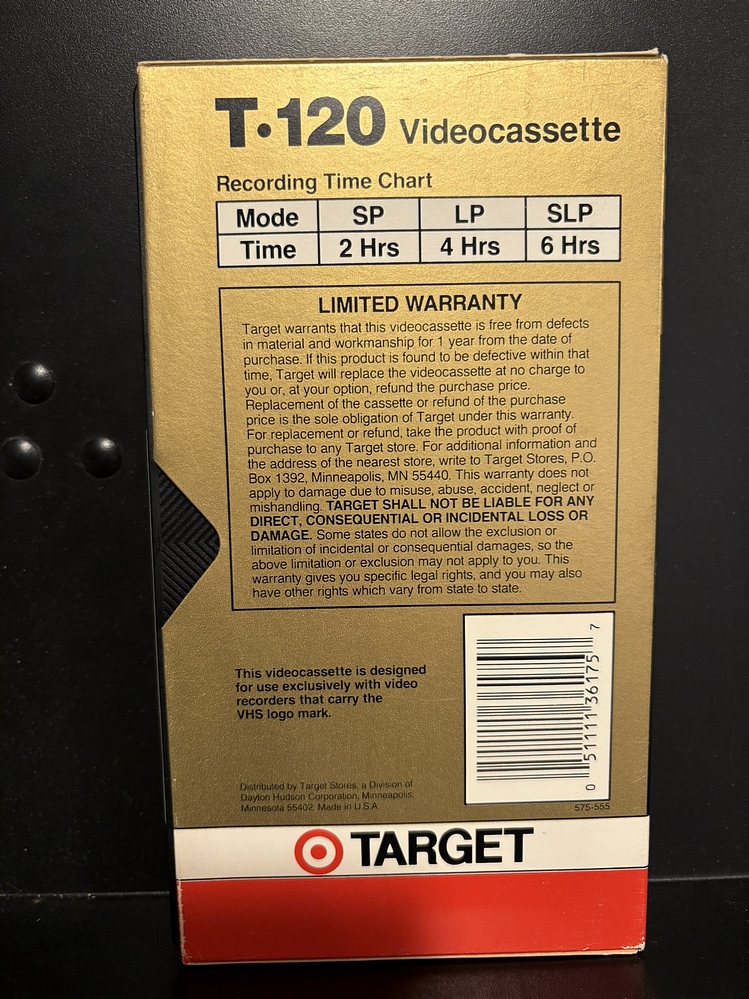 T•120 Videocassette
Recording Time Chart
Mode SP LP SLP
Time 2 Hrs 4 Hrs 6 Hrs
LIMITED WARRANTY
Target warrants that this videocassette is free from defects
in material and workmanship for 1 year from the date of
purchase. If this product is found to be defective within that
time, Target will replace the videocassette at no charge to
you or, at your option, refund the purchase price.
Replacement of the cassette or refund of the purchase
price is the sole obligation of Target under this warranty.
For replacement or refund, take the product with proof of
purchase to any Target store. For additional information and
the address of the nearest store, write to Target Stores, P.O.
Box 1392, Minneapolis, MN 55440. This warranty does not
apply to damage due to misuse, abuse, accident, neglect or
mishandling. TARGET SHALL NOT BE LIABLE FOR ANY
DIRECT, CONSEQUENTIAL OR INCIDENTAL LOSS OR
DAMAGE. Some states do not allow the exclusion or
limitation of incidental or consequential damages, so the
above limitation or exclusion may not apply to you. This
warranty gives you specific legal rights, and you may also
have other rights which vary from state to state.
This videocassette is designed
for use exclusively with video
recorders that carry the
VHS logo mark.
0 51111 36175 7
Distributed by Target Stores, a Division of
Dayton Hudson Corporation, Minneapolis,
Minnesota 55402. Made in U.S.A
575-555
TARGET